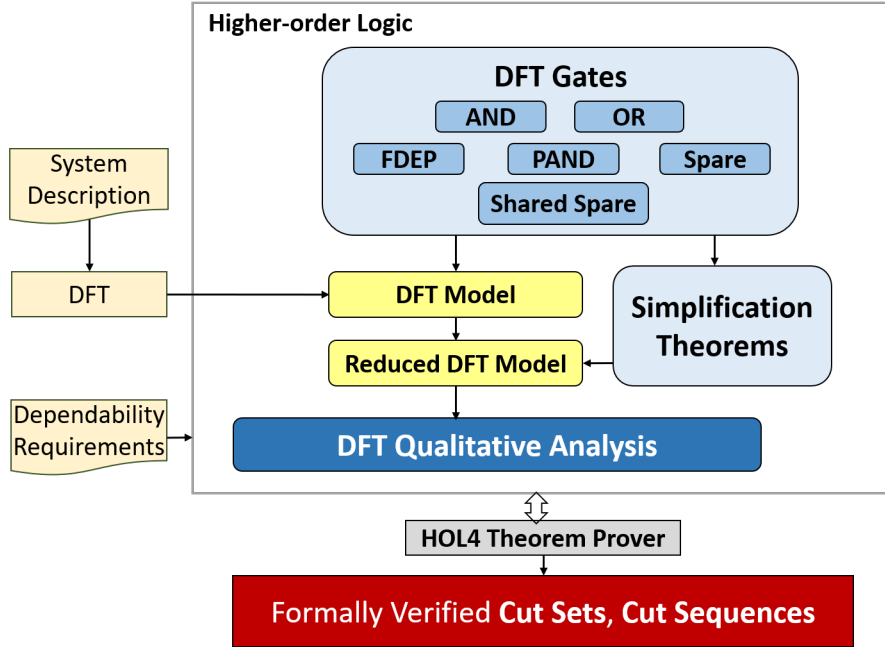 Higher-order Logic
DFT Gates
AND
OR
FDEP
PAND
Spare
Shared Spare
System
Description
DFT
DFT Model
Simplification
Theorems
Reduced DFT Model
Dependability
Requirements
DFT Qualitative Analysis
HOL4 Theorem Prover
Formally Verified Cut Sets, Cut Sequences